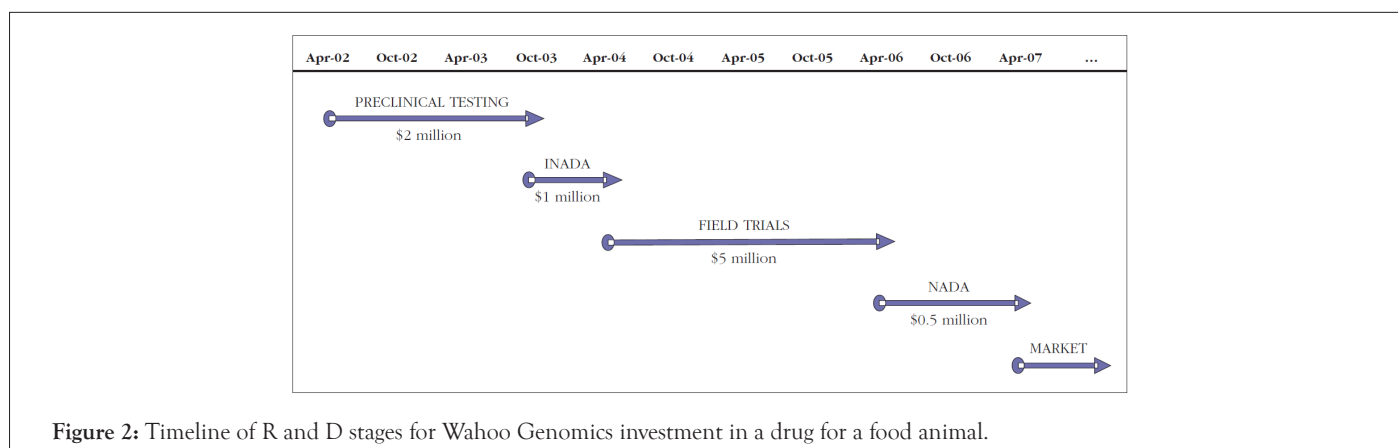 Apr-02 Oct-02 Apr-03 Oct-03 Apr-04 Oct-04 Apr-05 Oct-05 Apr-06 Oct-06 Apr-07 ...
PRECLINICAL TESTING
$2 million
INADA
$1 million
FIELD TRIALS
$5 million
NADA
$0.5 million
MARKET
Figure 2: Timeline of R and D stages for Wahoo Genomics investment in a drug for a food animal.